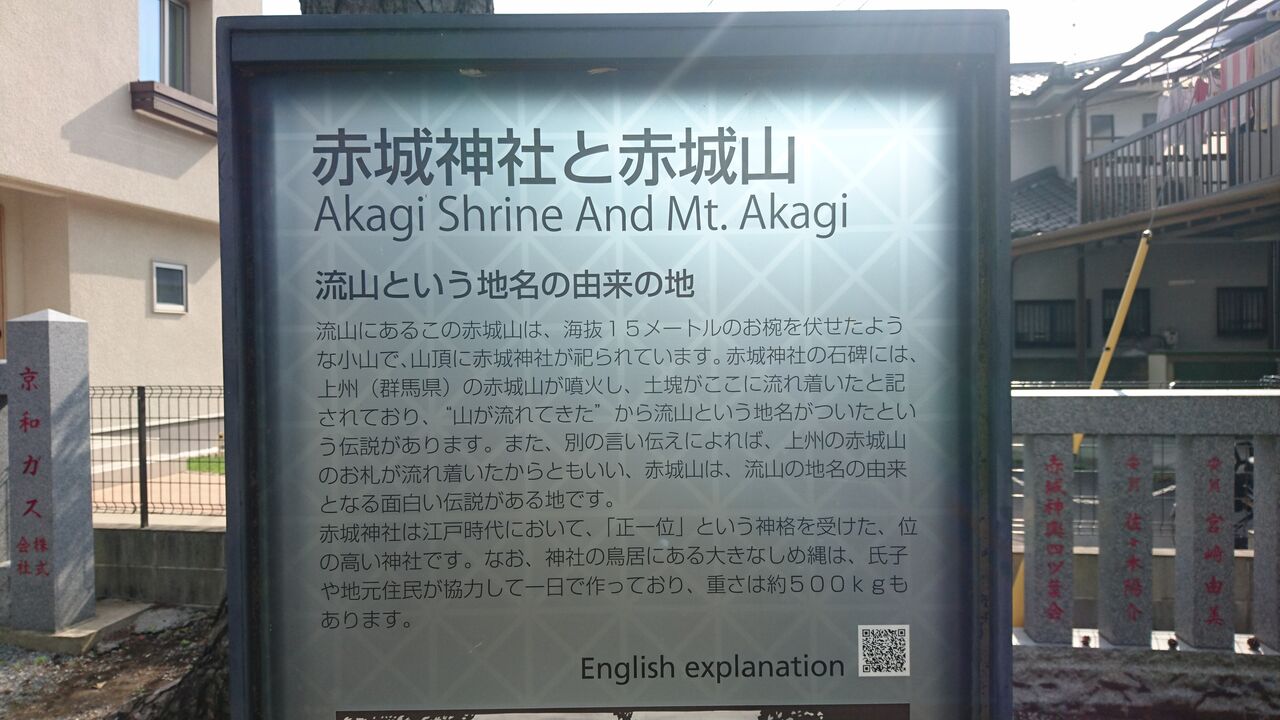 赤城神社と赤城山
Akagi Shrine And Mt. Akagi
流山という地名の由来の地
流山にあるこの赤城山は、海抜１５メートルのお椀を伏せたよう
な小山で、山頂に赤城神社が祀られています。赤城神社の石碑には、
上州（群馬県）の赤城山が噴火し、土塊がここに流れ着いたと記
されており、“山が流れてきた”から流山という地名がついたとい
う伝説があります。また、別の言い伝えによれば、上州の赤城山
のお札が流れ着いたからともいい、赤城山は、流山の地名の由来
となる面白い伝説がある地です。
赤城神社は江戸時代において、「正一位」という神格を受けた、位
の高い神社です。なお、神社の鳥居にある大きなしめ縄は、氏子
や地元住民が協力して一日で作っており、重さは約５００ｋｇも
あります。
English explanation
京和ガス株式会社
赤城神輿四ツ葉会
安員 佐々木陽介
安員 宮崎由美